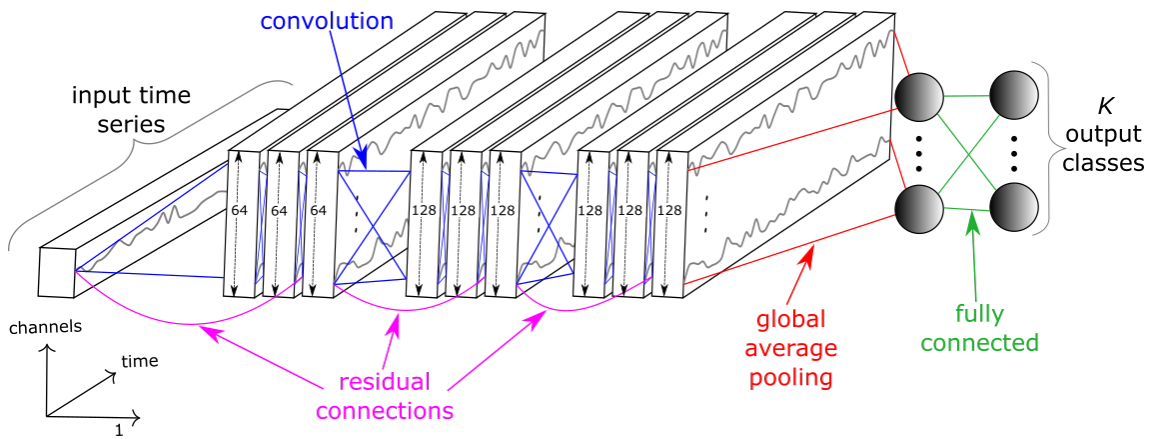 convolution
input time
series
64
64
64
128
128
128
128
128
128
K
output
classes
channels
time
1
residual
connections
global
average
pooling
fully
connected